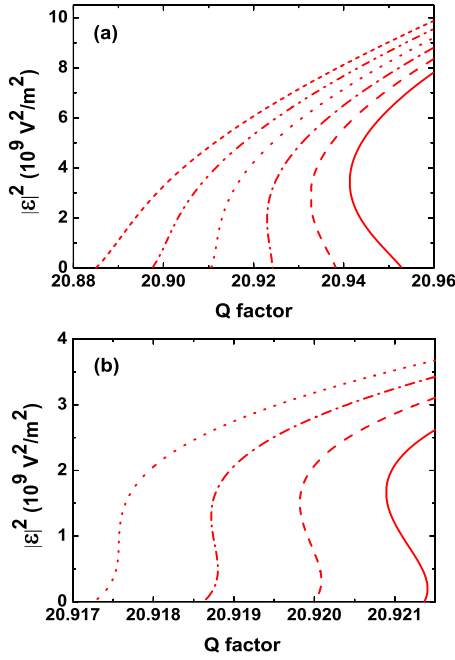 (a)
10
8
6
4
2
0
|ε|² (10⁹ V²/m²)
20.88 20.90 20.92 20.94 20.96
Q factor
(b)
4
3
2
1
0
|ε|² (10⁹ V²/m²)
20.917 20.918 20.919 20.920 20.921
Q factor